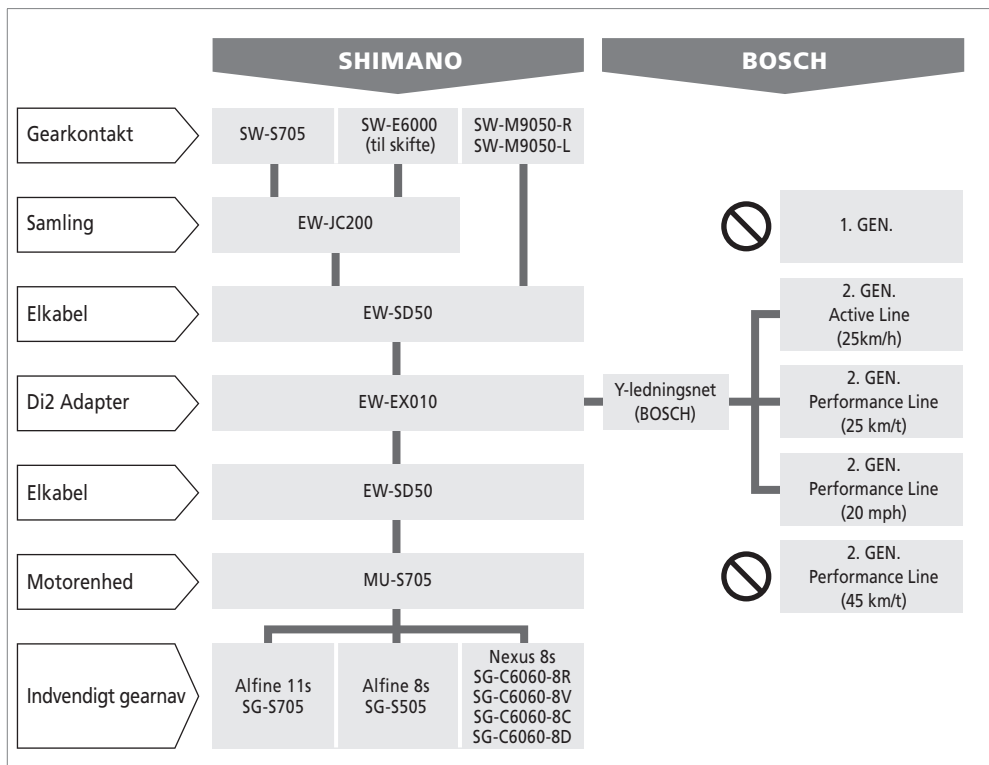 SHIMANO
BOSCH
Gearkontakt
SW-S705
SW-E6000
(til skifte)
SW-M9050-R
SW-M9050-L
Samling
EW-JC200
1. GEN.
Elkabel
EW-SD50
2. GEN.
Active Line
(25km/h)
Di2 Adapter
EW-EX010
Y-ledningsnet
(BOSCH)
2. GEN.
Performance Line
(25 km/t)
Elkabel
EW-SD50
2. GEN.
Performance Line
(20 mph)
Motorenhed
MU-S705
2. GEN.
Performance Line
(45 km/t)
Indvendigt gearnav
Alfine 11s
SG-S705
Alfine 8s
SG-S505
Nexus 8s
SG-C6060-8R
SG-C6060-8V
SG-C6060-8C
SG-C6060-8D